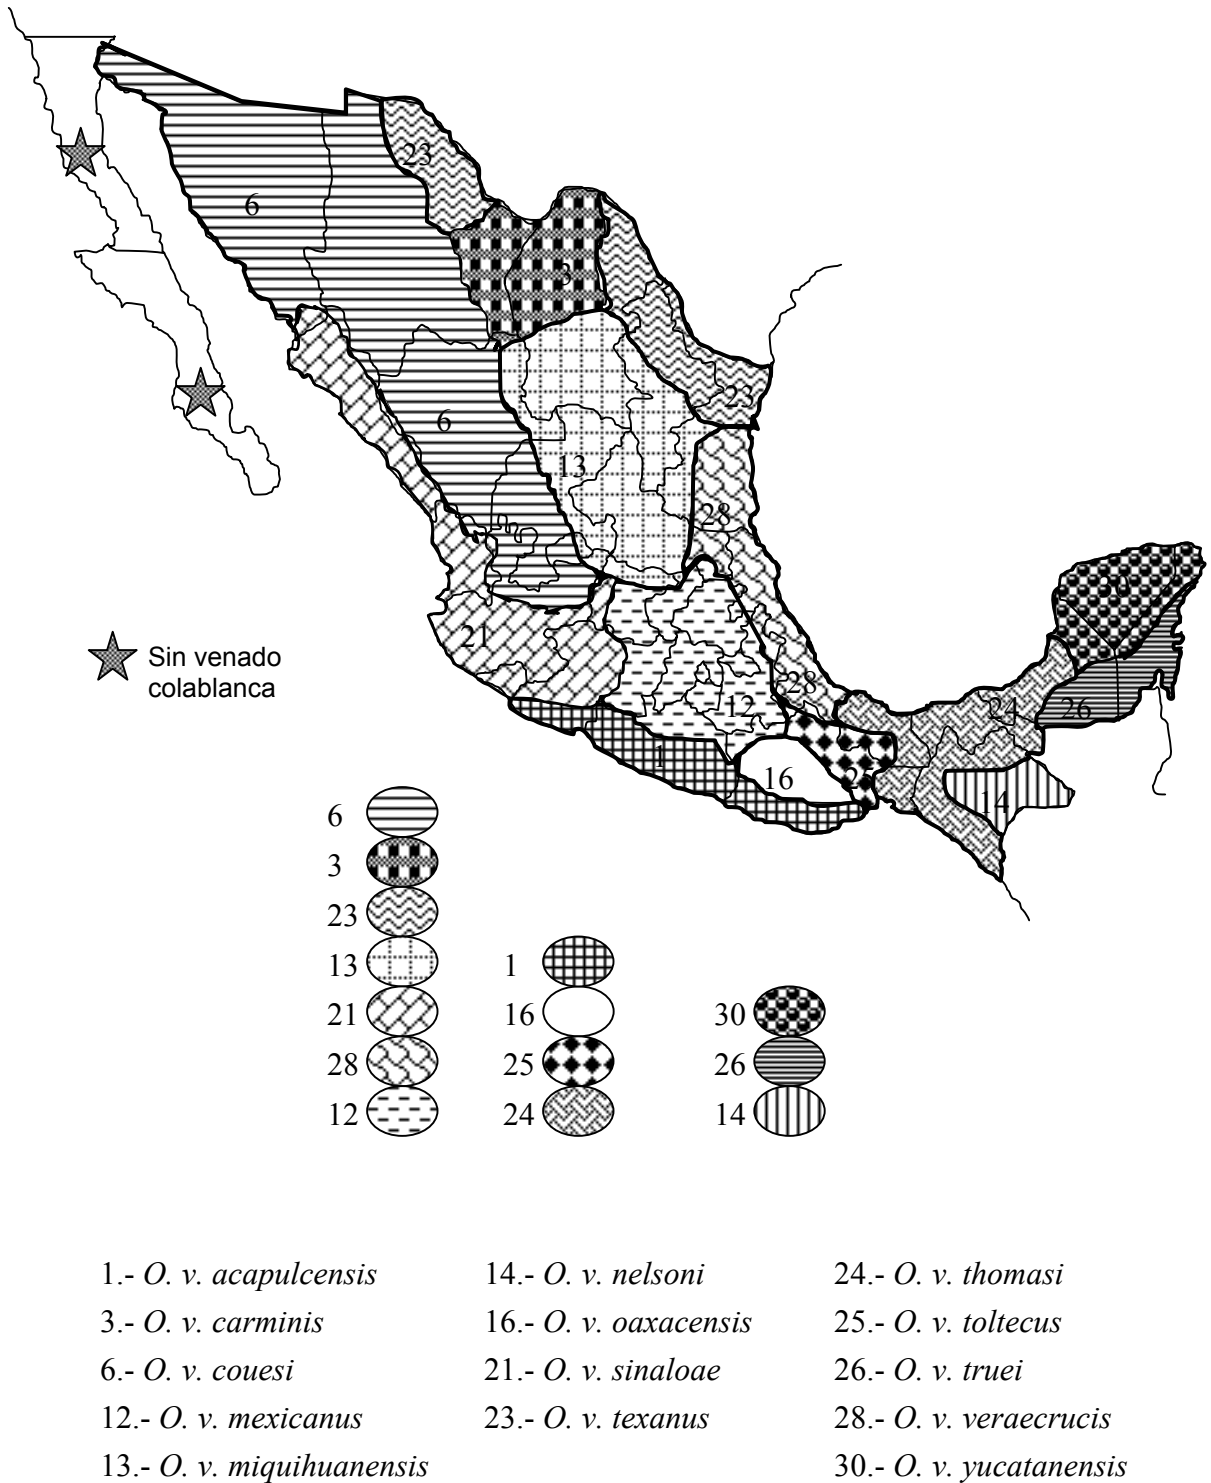 23
6
3
23
6
13
28
30
21
Sin venado
colablanca
28
12
24
26
1
16
25
14
6
3
23
13
21
28
12
1
16
25
24
30
26
14
1.- O. v. acapulcensis
3.- O. v. carminis
6.- O. v. couesi
12.- O. v. mexicanus
13.- O. v. miquihuanensis
14.- O. v. nelsoni
16.- O. v. oaxacensis
21.- O. v. sinaloae
23.- O. v. texanus
24.- O. v. thomasi
25.- O. v. toltecus
26.- O. v. truei
28.- O. v. veraecrucis
30.- O. v. yucatanensis